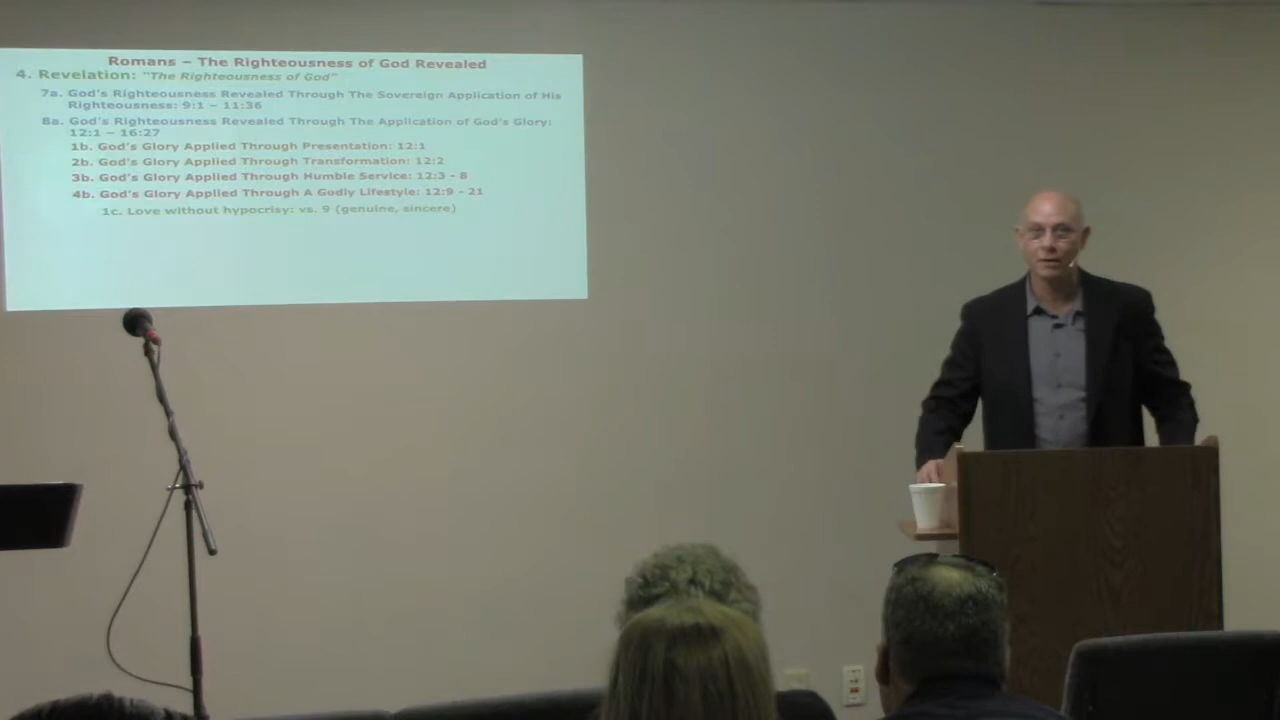 Romans – The Righteousness of God Revealed
4. Revelation: "The Righteousness of God"
7a. God's Righteousness Revealed Through The Sovereign Application of His
Righteousness: 9:1 – 11:36
8a. God's Righteousness Revealed Through The Application of God's Glory:
12:1 – 16:27
1b. God's Glory Applied Through Presentation: 12:1
2b. God's Glory Applied Through Transformation: 12:2
3b. God's Glory Applied Through Humble Service: 12:3 - 8
4b. God's Glory Applied Through A Godly Lifestyle: 12:9 - 21
1c. Love without hypocrisy: vs. 9 (genuine, sincere)